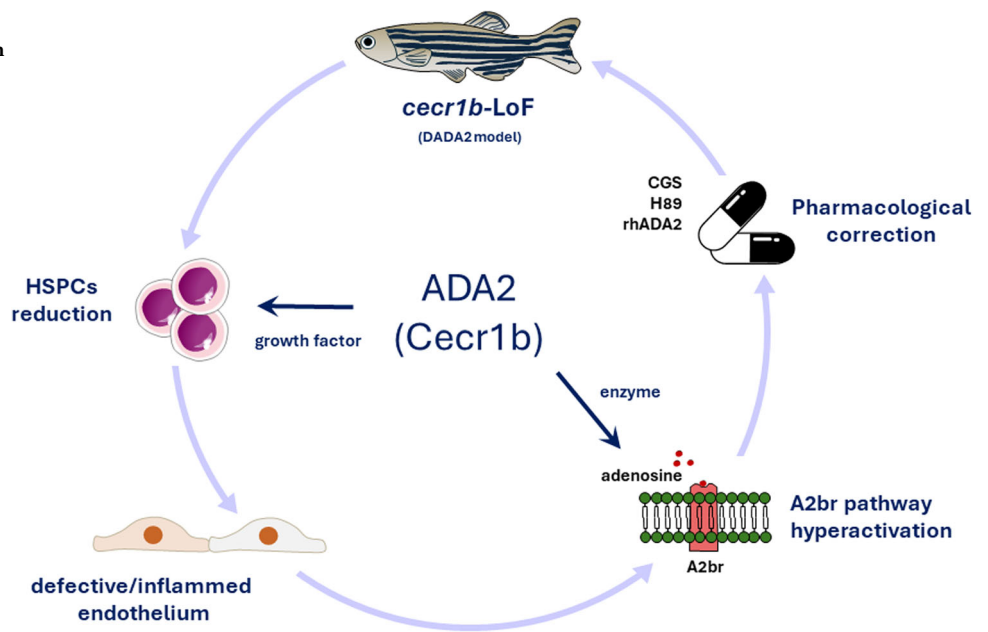 n
cecr1b-LoF
(DADA2 model)
CGS
H89
rhADA2
Pharmacological
correction
HSPCs
reduction
growth factor
ADA2
(Cecr1b)
enzyme
adenosine
A2br
A2br pathway
hyperactivation
defective/inflammed
endothelium